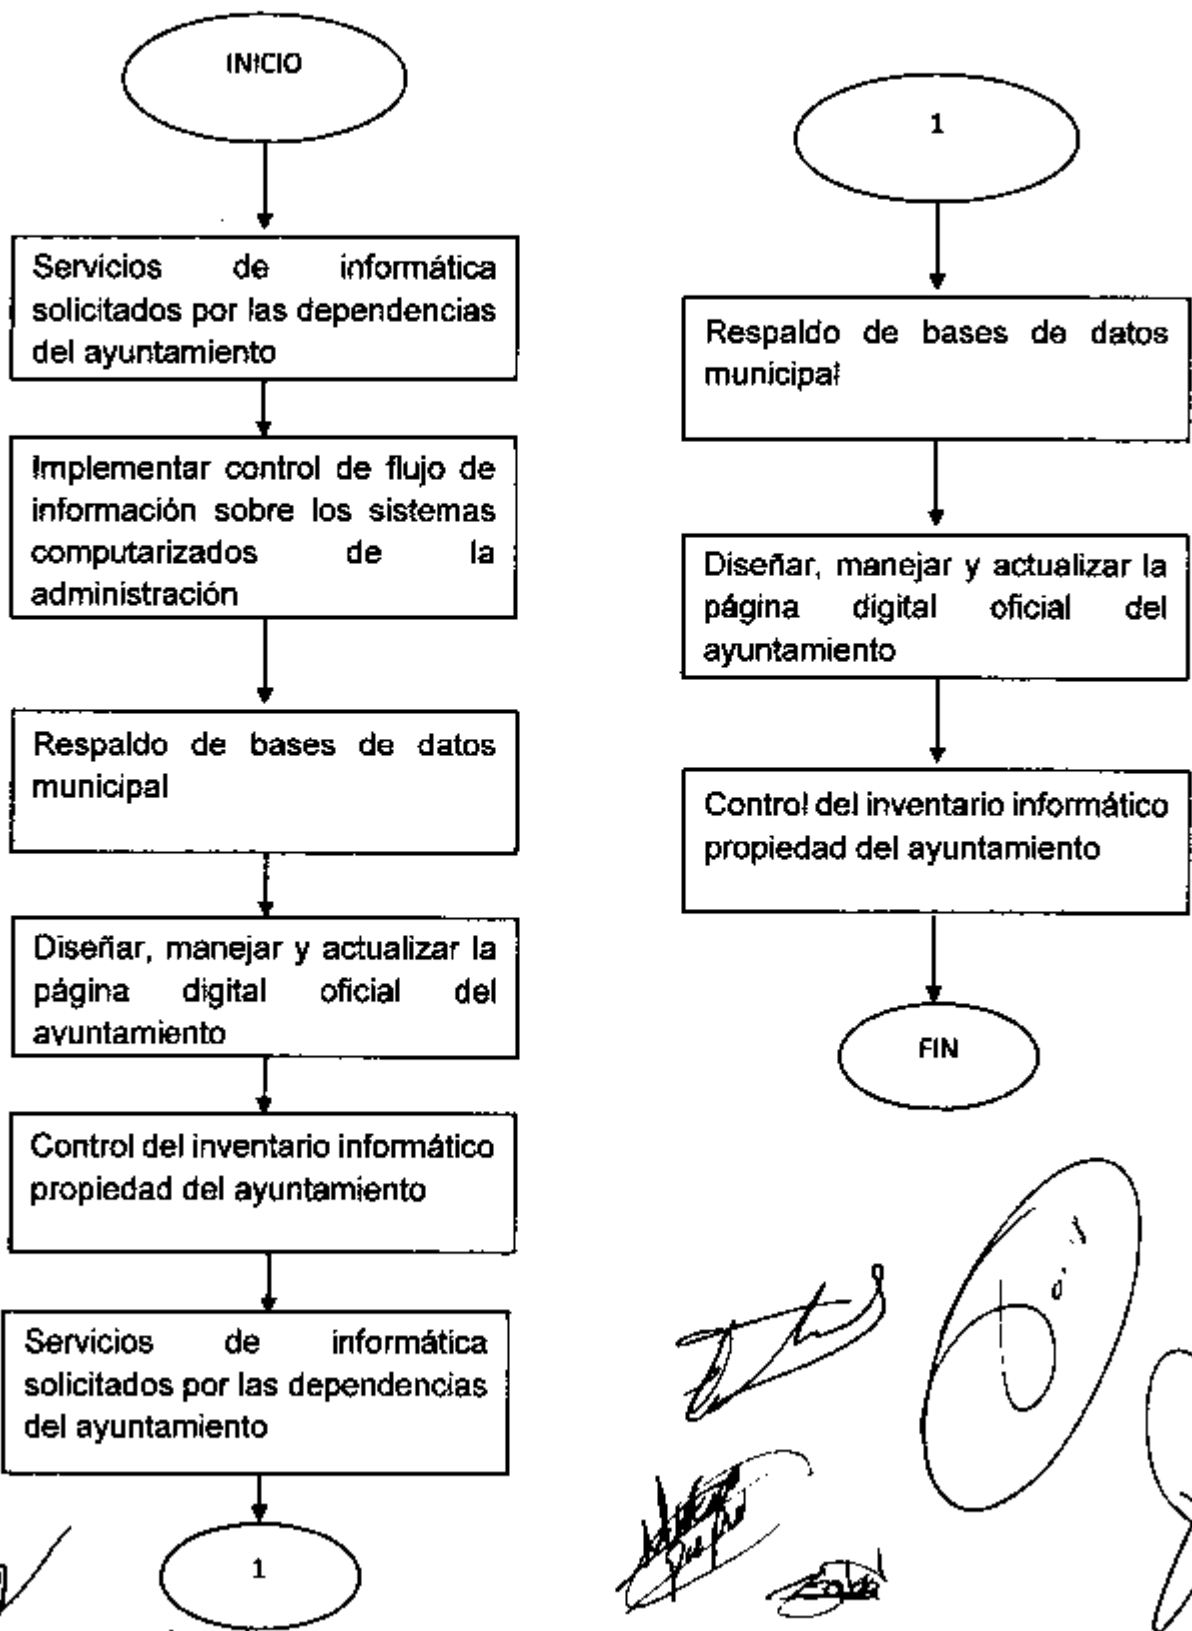 INICIO
Servicios de informática
solicitados por las dependencias
del ayuntamiento
Implementar control de flujo de
información sobre los sistemas
computarizados de la
administración
Respaldo de bases de datos
municipal
Diseñar, manejar y actualizar la
página digital oficial del
ayuntamiento
Control del inventario informático
propiedad del ayuntamiento
Servicios de informática
solicitados por las dependencias
del ayuntamiento
1
1
Respaldo de bases de datos
municipal
Diseñar, manejar y actualizar la
página digital oficial del
ayuntamiento
Control del inventario informático
propiedad del ayuntamiento
FIN